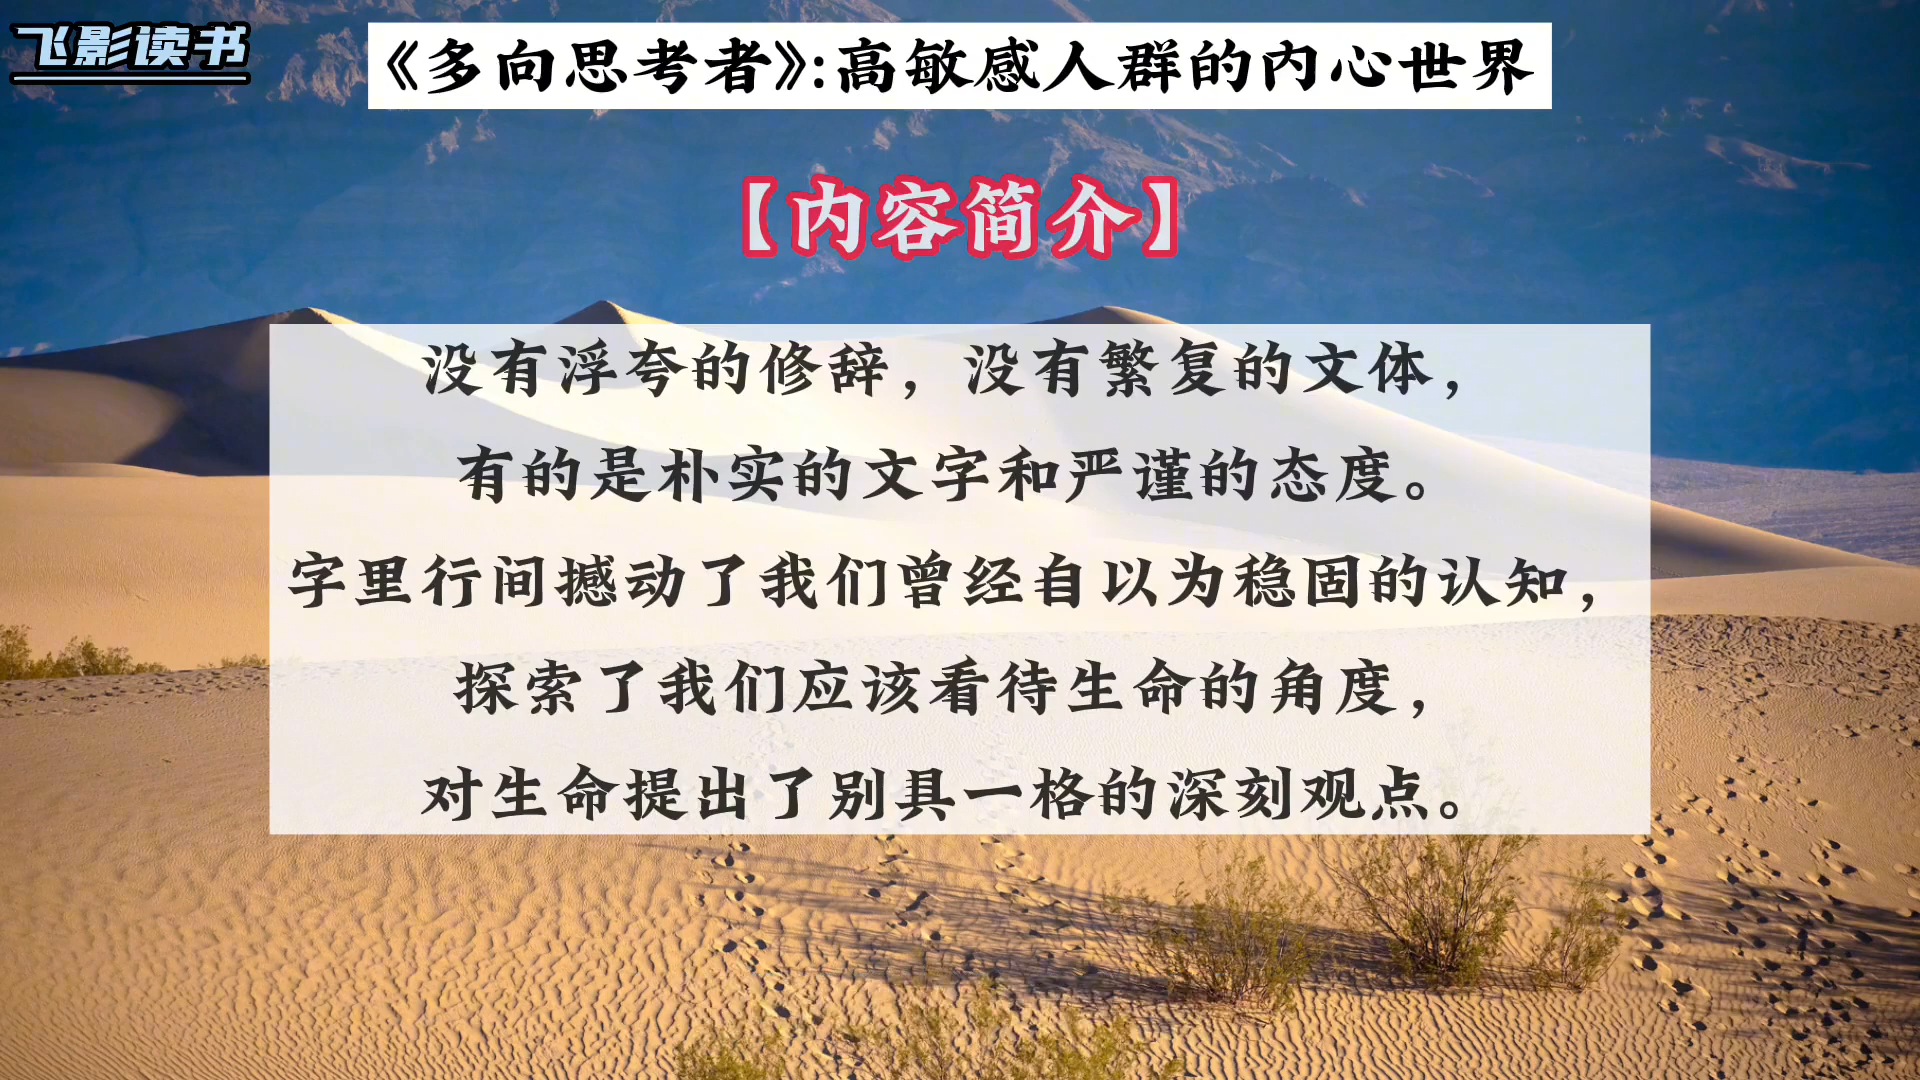 飞影读书
《多向思考者》:高敏感人群的内心世界
【内容简介】
没有浮夸的修辞，没有繁复的文体，
有的是朴实的文字和严谨的态度。
字里行间撼动了我们曾经自以为稳固的认知，
探索了我们应该看待生命的角度，
对生命提出了别具一格的深刻观点。